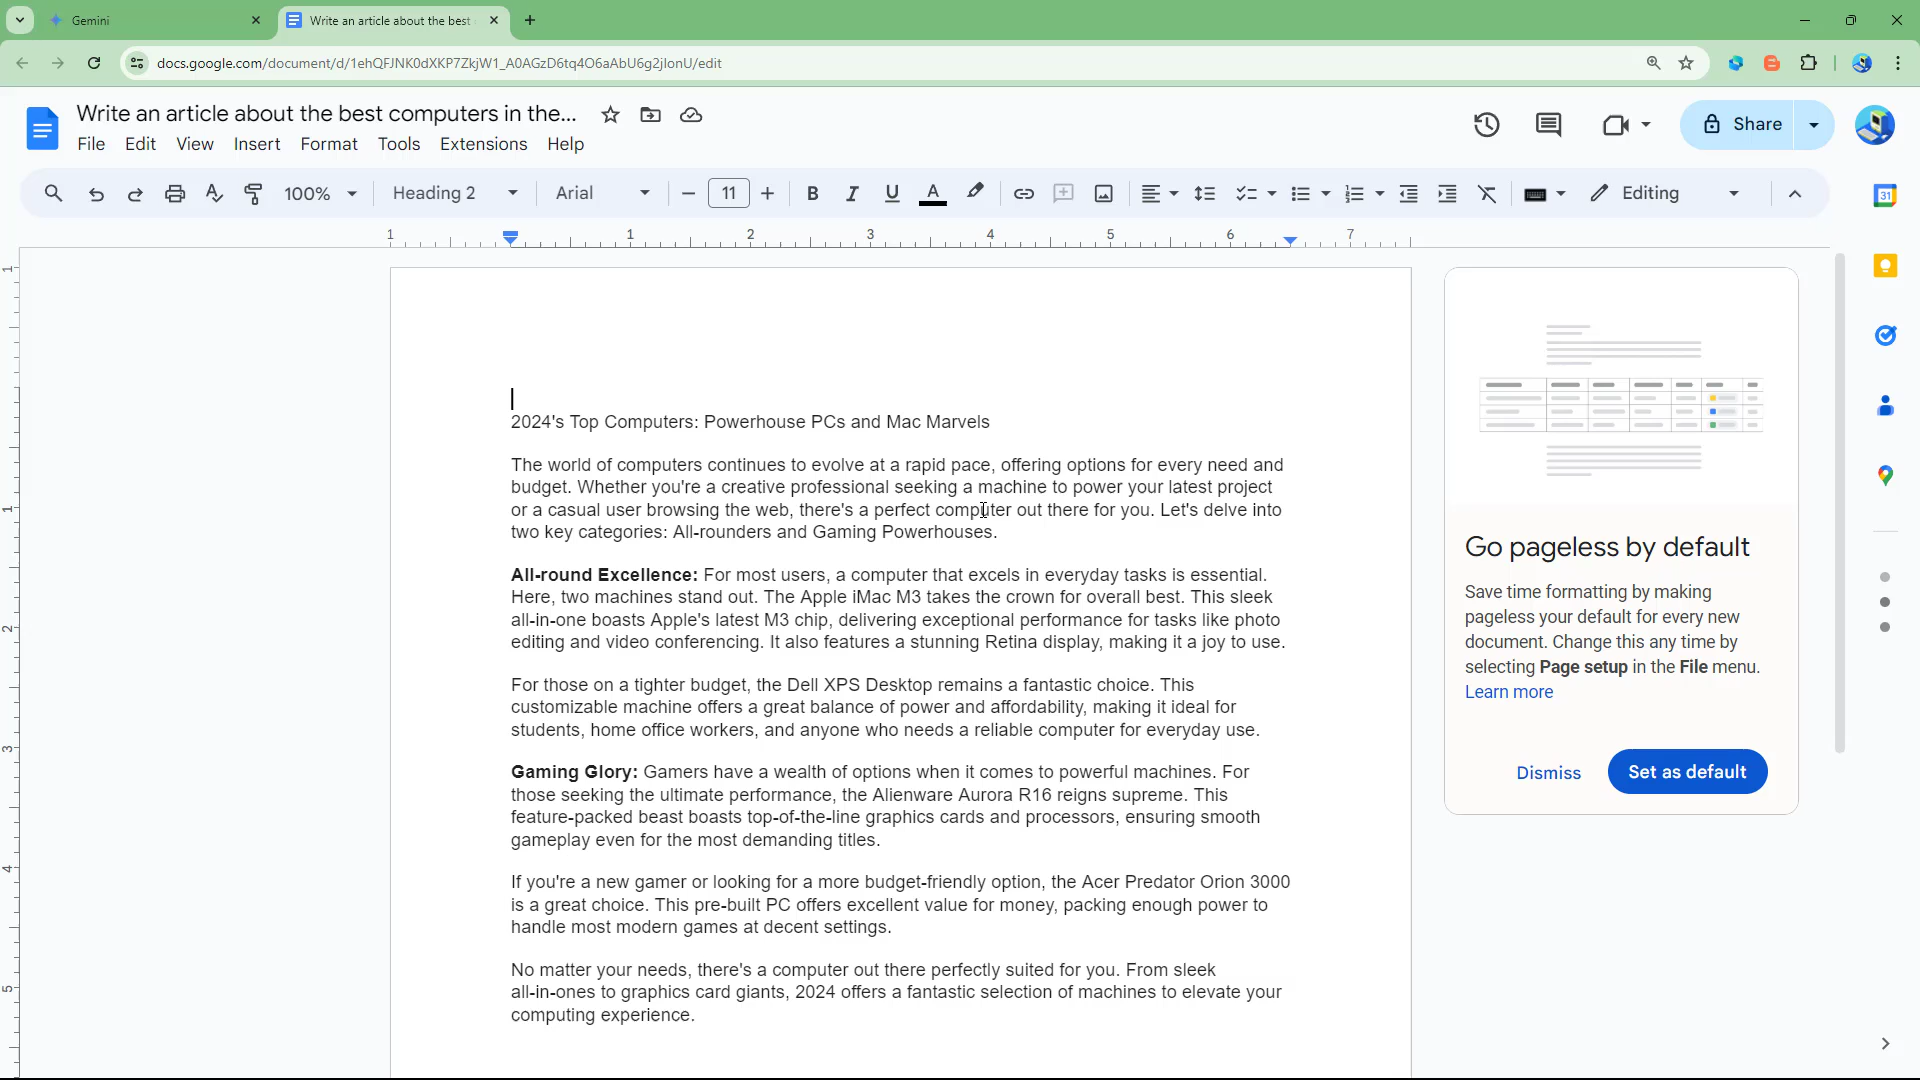 Gemini
Write an article about the best
docs.google.com/document/d/1ehQFJNK0dXKP7ZkjW1_A0AGzD6tq4O6aAbU6g2jIonU/edit
Write an article about the best computers in the...
File Edit View Insert Format Tools Extensions Help
Share
100% Heading 2 Arial 11 B I U A Editing
1 1 2 3 4 5 6 7
31
1
1
2
3
4
5
2024's Top Computers: Powerhouse PCs and Mac Marvels
The world of computers continues to evolve at a rapid pace, offering options for every need and
budget. Whether you're a creative professional seeking a machine to power your latest project
or a casual user browsing the web, there's a perfect computer out there for you. Let's delve into
two key categories: All-rounders and Gaming Powerhouses.
All-round Excellence: For most users, a computer that excels in everyday tasks is essential.
Here, two machines stand out. The Apple iMac M3 takes the crown for overall best. This sleek
all-in-one boasts Apple's latest M3 chip, delivering exceptional performance for tasks like photo
editing and video conferencing. It also features a stunning Retina display, making it a joy to use.
For those on a tighter budget, the Dell XPS Desktop remains a fantastic choice. This
customizable machine offers a great balance of power and affordability, making it ideal for
students, home office workers, and anyone who needs a reliable computer for everyday use.
Gaming Glory: Gamers have a wealth of options when it comes to powerful machines. For
those seeking the ultimate performance, the Alienware Aurora R16 reigns supreme. This
feature-packed beast boasts top-of-the-line graphics cards and processors, ensuring smooth
gameplay even for the most demanding titles.
If you're a new gamer or looking for a more budget-friendly option, the Acer Predator Orion 3000
is a great choice. This pre-built PC offers excellent value for money, packing enough power to
handle most modern games at decent settings.
No matter your needs, there's a computer out there perfectly suited for you. From sleek
all-in-ones to graphics card giants, 2024 offers a fantastic selection of machines to elevate your
computing experience.
Go pageless by default
Save time formatting by making
pageless your default for every new
document. Change this any time by
selecting Page setup in the File menu.
Learn more
Dismiss Set as default